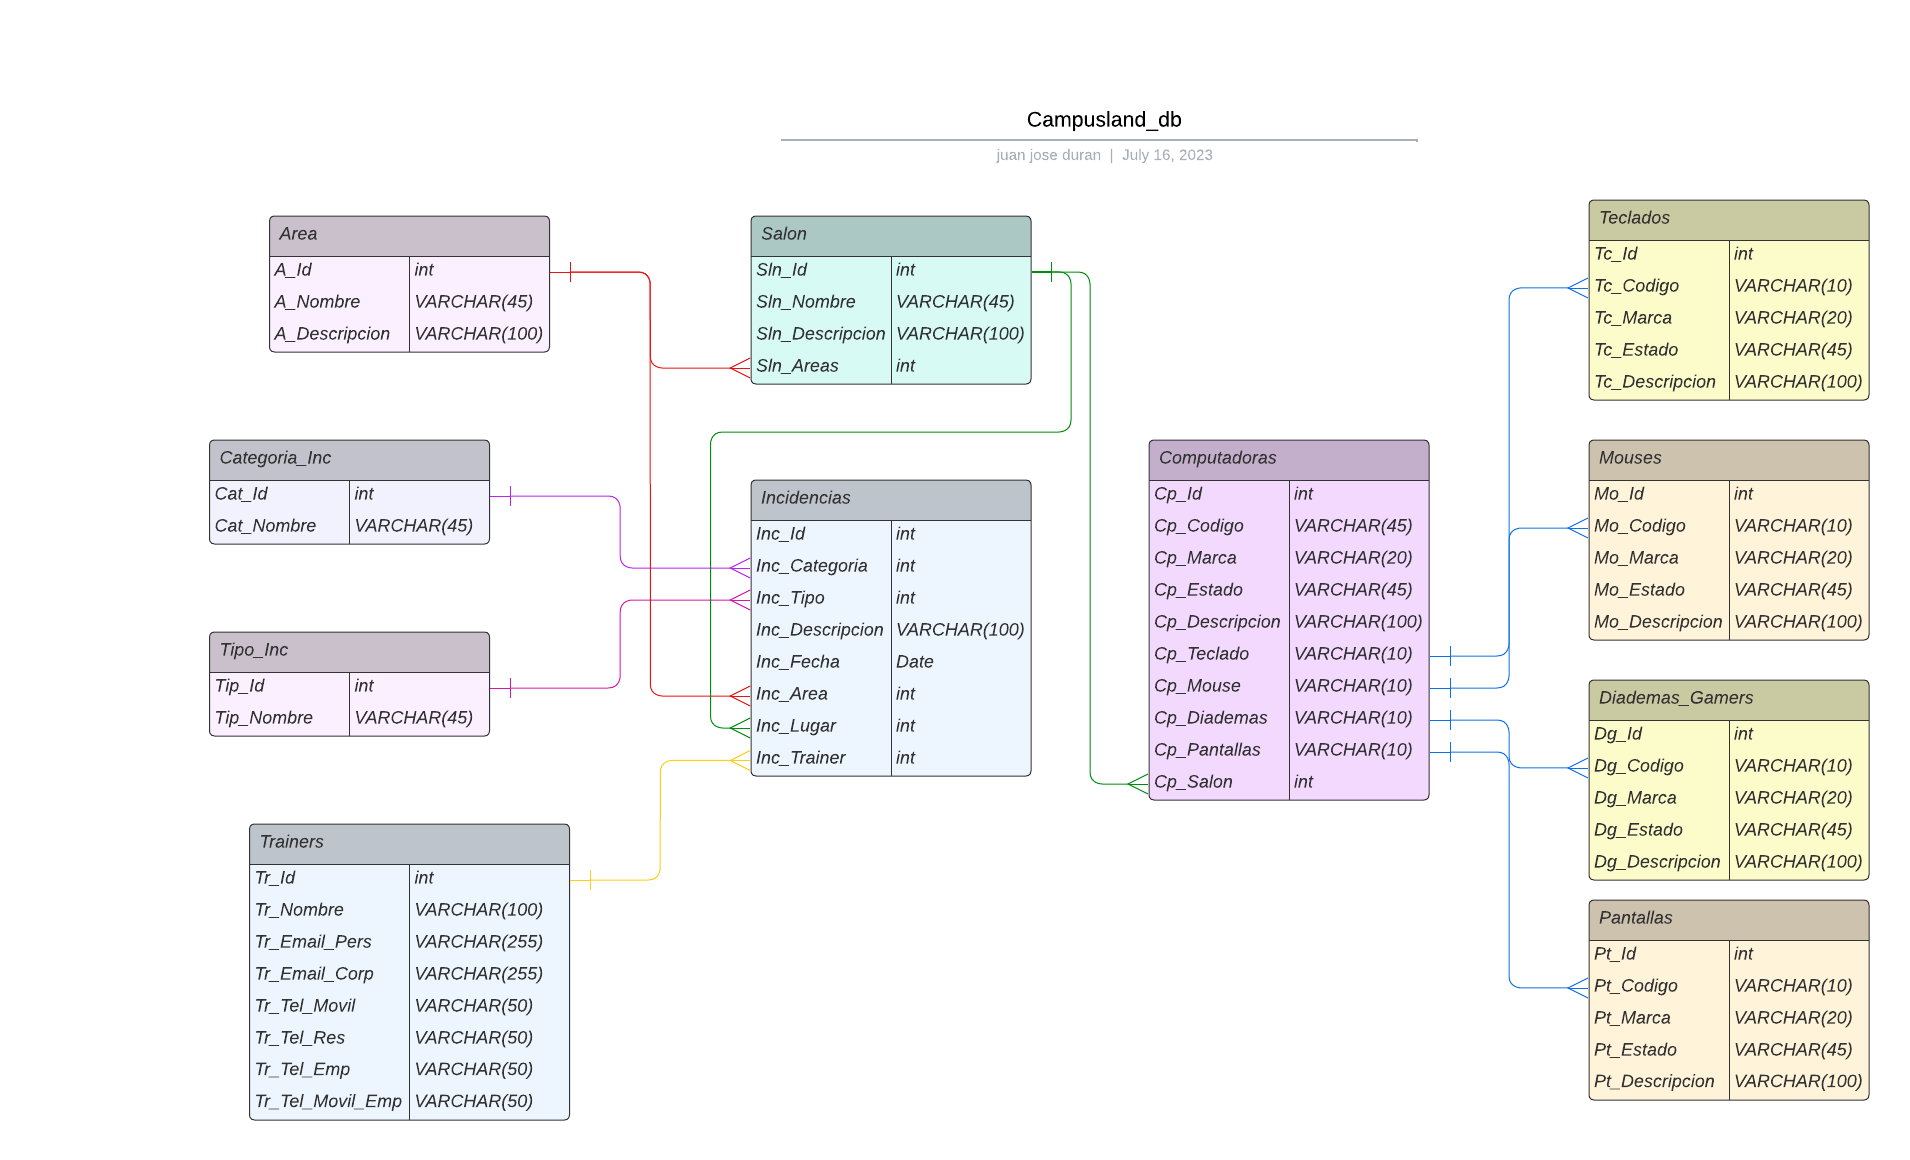 Campusland_db
juan jose duran | July 16, 2023
Area
A_Id int
A_Nombre VARCHAR(45)
A_Descripcion VARCHAR(100)
Salon
Sln_Id int
Sln_Nombre VARCHAR(45)
Sln_Descripcion VARCHAR(100)
Sln_Areas int
Teclados
Tc_Id int
Tc_Codigo VARCHAR(10)
Tc_Marca VARCHAR(20)
Tc_Estado VARCHAR(45)
Tc_Descripcion VARCHAR(100)
Categoria_Inc
Cat_Id int
Cat_Nombre VARCHAR(45)
Incidencias
Inc_Id int
Inc_Categoria int
Inc_Tipo int
Inc_Descripcion VARCHAR(100)
Inc_Fecha Date
Inc_Area int
Inc_Lugar int
Inc_Trainer int
Computadoras
Cp_Id int
Cp_Codigo VARCHAR(45)
Cp_Marca VARCHAR(20)
Cp_Estado VARCHAR(45)
Cp_Descripcion VARCHAR(100)
Cp_Teclado VARCHAR(10)
Cp_Mouse VARCHAR(10)
Cp_Diademas VARCHAR(10)
Cp_Pantallas VARCHAR(10)
Cp_Salon int
Mouses
Mo_Id int
Mo_Codigo VARCHAR(10)
Mo_Marca VARCHAR(20)
Mo_Estado VARCHAR(45)
Mo_Descripcion VARCHAR(100)
Tipo_Inc
Tip_Id int
Tip_Nombre VARCHAR(45)
Diademas_Gamers
Dg_Id int
Dg_Codigo VARCHAR(10)
Dg_Marca VARCHAR(20)
Dg_Estado VARCHAR(45)
Dg_Descripcion VARCHAR(100)
Trainers
Tr_Id int
Tr_Nombre VARCHAR(100)
Tr_Email_Pers VARCHAR(255)
Tr_Email_Corp VARCHAR(255)
Tr_Tel_Movil VARCHAR(50)
Tr_Tel_Res VARCHAR(50)
Tr_Tel_Emp VARCHAR(50)
Tr_Tel_Movil_Emp VARCHAR(50)
Pantallas
Pt_Id int
Pt_Codigo VARCHAR(10)
Pt_Marca VARCHAR(20)
Pt_Estado VARCHAR(45)
Pt_Descripcion VARCHAR(100)